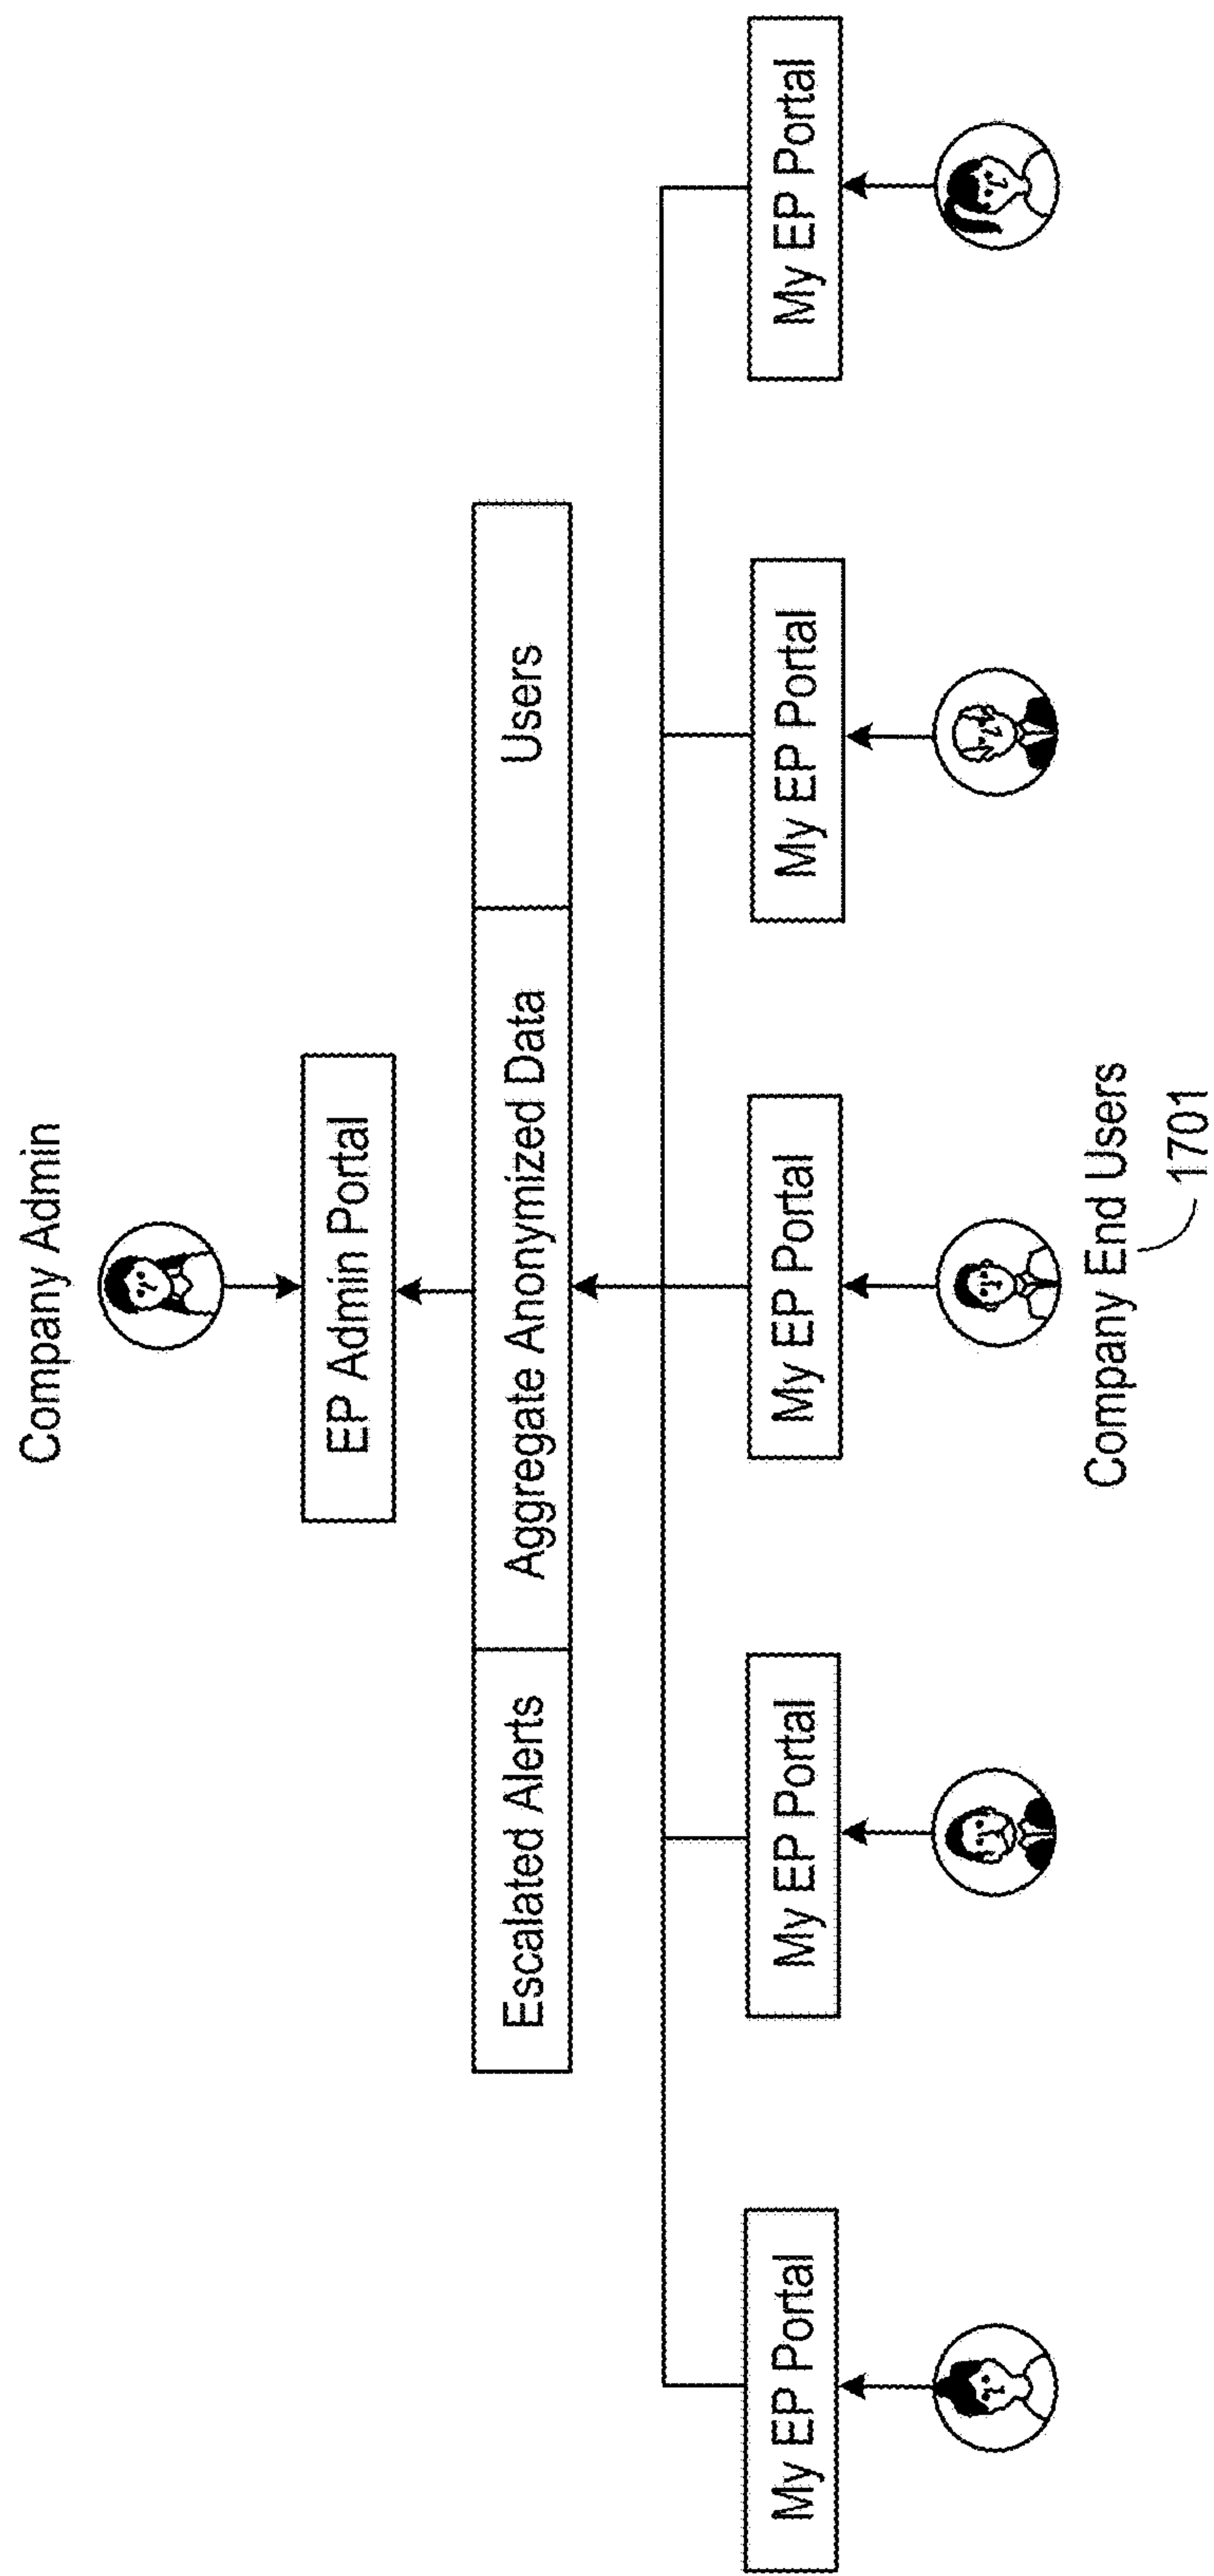 Company Admin
EP Admin Portal
Escalated Alerts
Aggregate Anonymized Data
Users
My EP Portal
My EP Portal
My EP Portal
My EP Portal
My EP Portal
Company End Users
1701